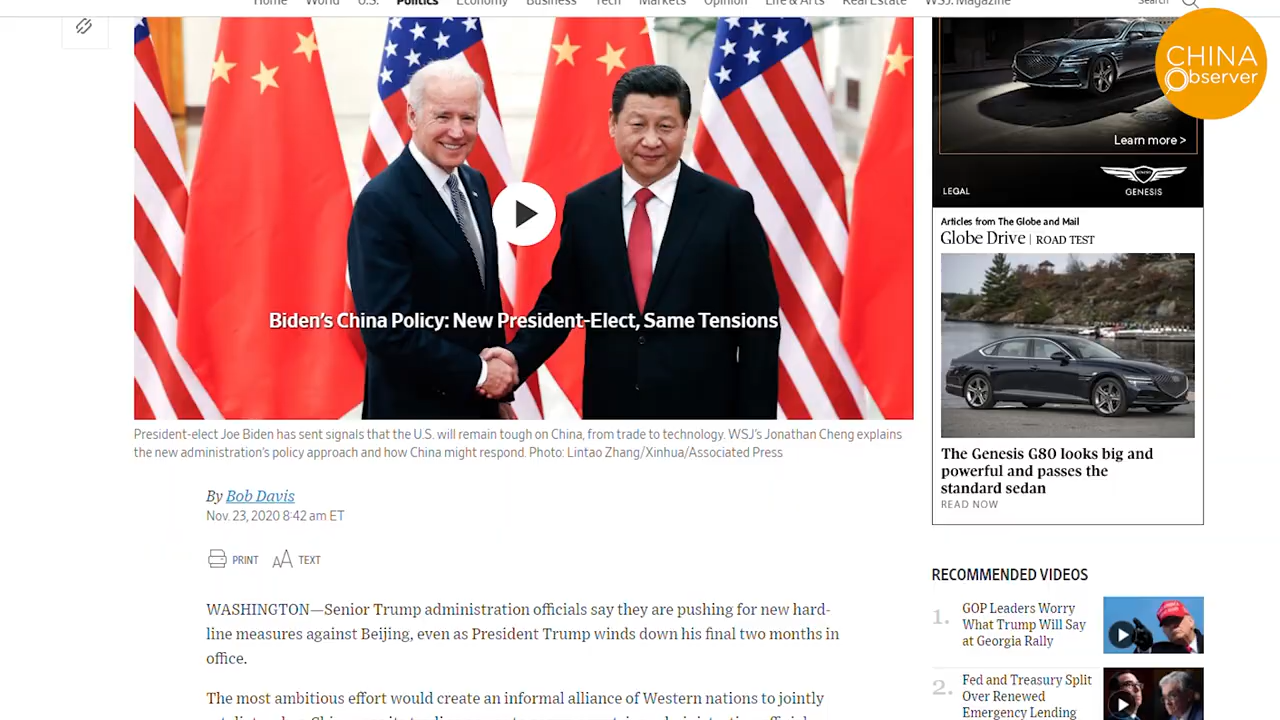 Home World U.S. Politics Economy Business Tech Markets Opinion Life & Arts Real Estate WSJ. Magazine Search
CHINA
Observer
Learn more >
LEGAL
GENESIS
Biden's China Policy: New President-Elect, Same Tensions
President-elect Joe Biden has sent signals that the U.S. will remain tough on China, from trade to technology. WSJ's Jonathan Cheng explains
the new administration's policy approach and how China might respond. Photo: Lintao Zhang/Xinhua/Associated Press
By Bob Davis
Nov. 23, 2020 8:42 am ET
PRINT TEXT
WASHINGTON—Senior Trump administration officials say they are pushing for new hard-
line measures against Beijing, even as President Trump winds down his final two months in
office.
The most ambitious effort would create an informal alliance of Western nations to jointly
Articles from The Globe and Mail
Globe Drive | ROAD TEST
The Genesis G80 looks big and
powerful and passes the
standard sedan
READ NOW
RECOMMENDED VIDEOS
1. GOP Leaders Worry
What Trump Will Say
at Georgia Rally
2. Fed and Treasury Split
Over Renewed
Emergency Lending